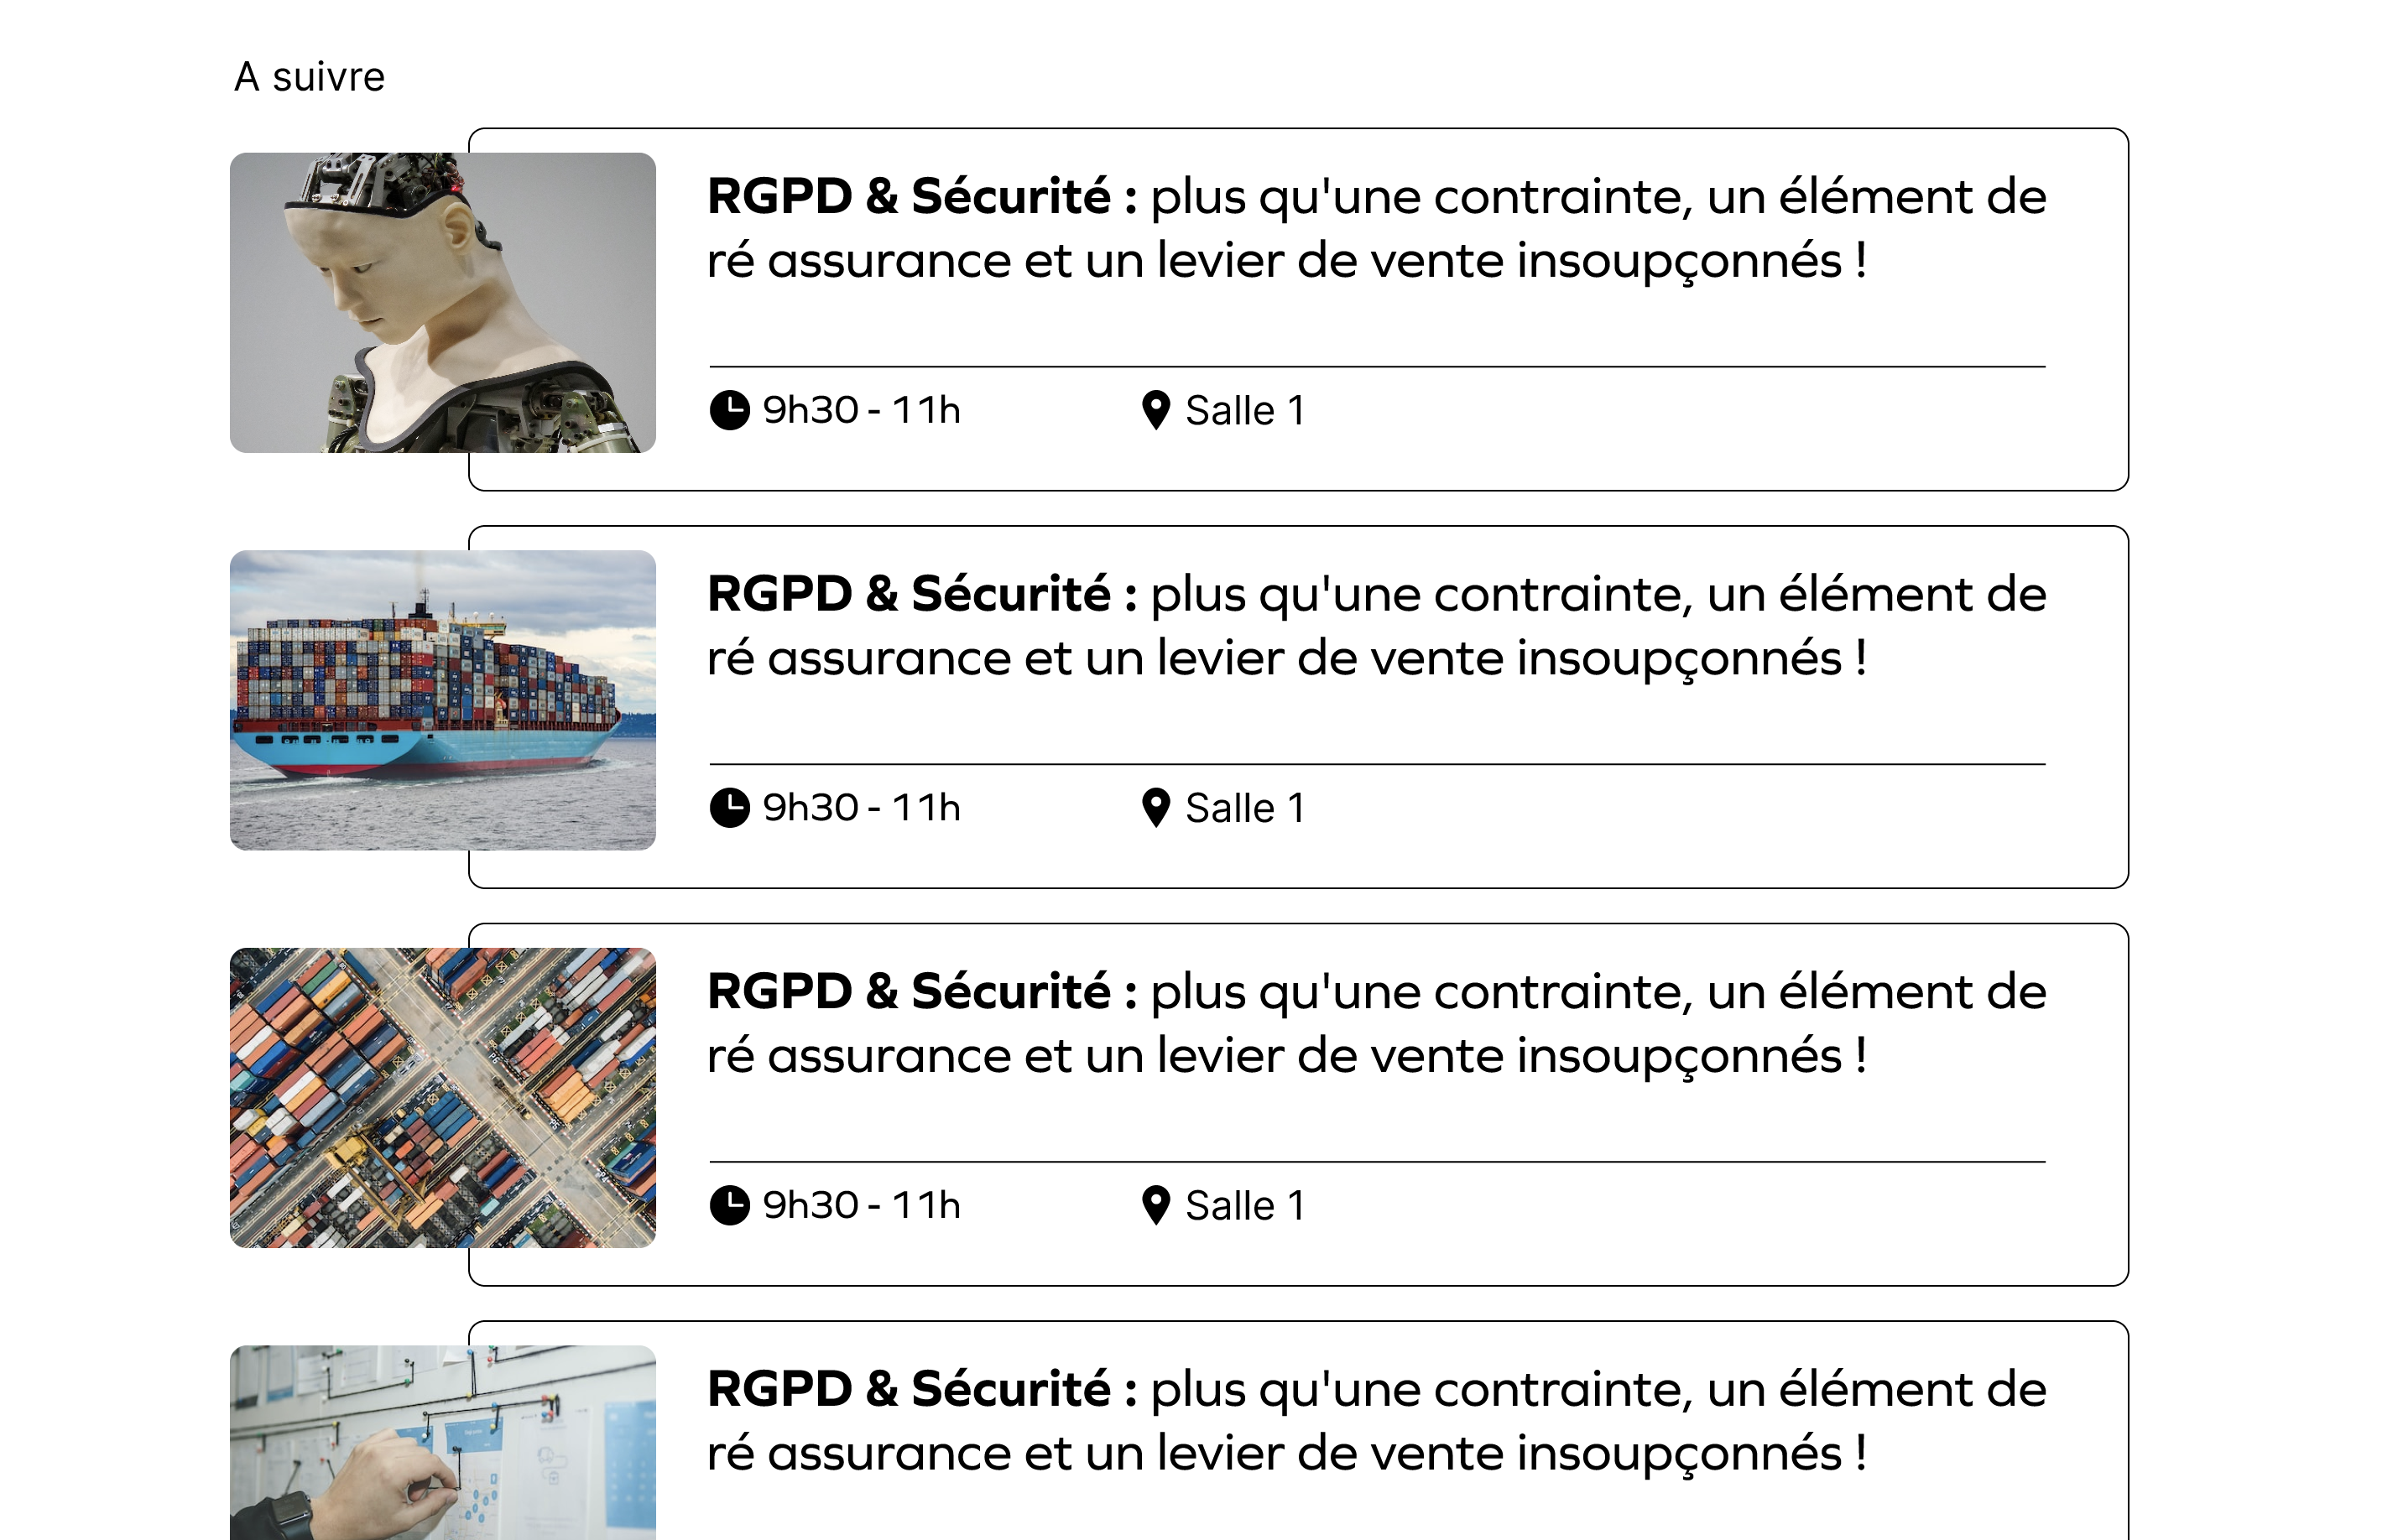 A suivre
RGPD & Sécurité : plus qu'une contrainte, un élément de
ré assurance et un levier de vente insoupçonnés !
9h30 - 11h
Salle 1
RGPD & Sécurité : plus qu'une contrainte, un élément de
ré assurance et un levier de vente insoupçonnés !
9h30 - 11h
Salle 1
RGPD & Sécurité : plus qu'une contrainte, un élément de
ré assurance et un levier de vente insoupçonnés !
9h30 - 11h
Salle 1
RGPD & Sécurité : plus qu'une contrainte, un élément de
ré assurance et un levier de vente insoupçonnés !